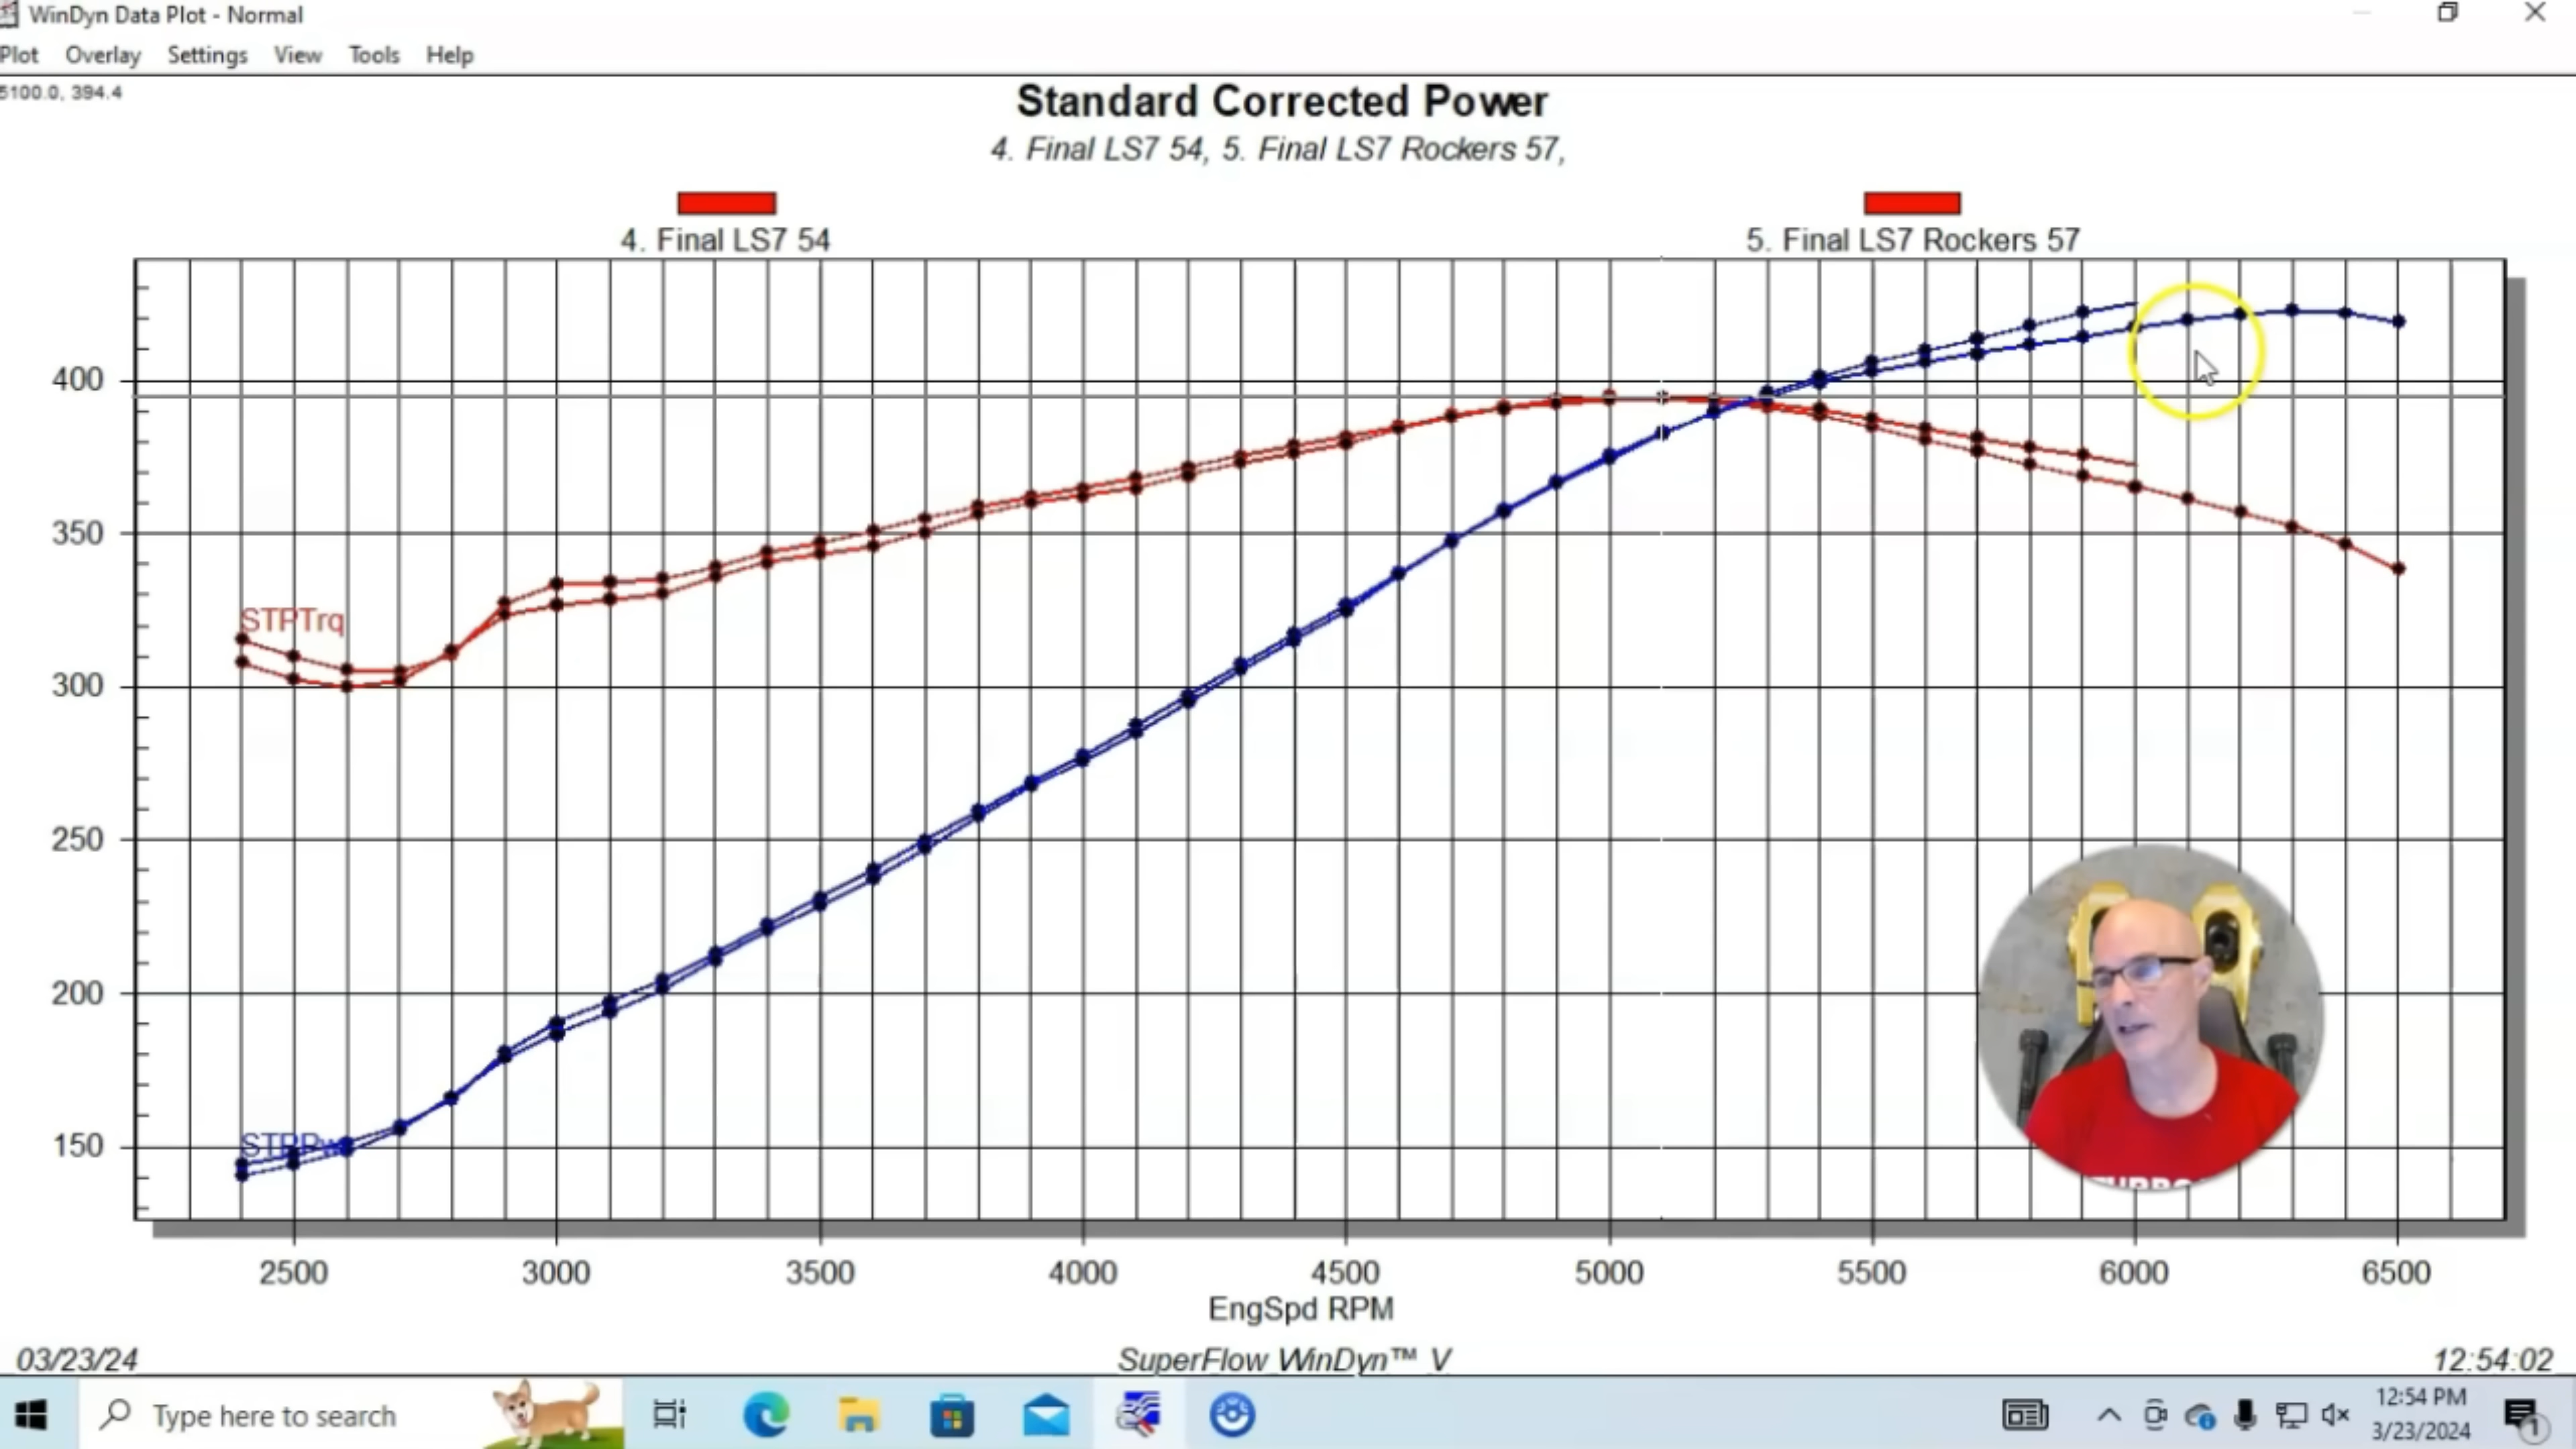 WinDyn Data Plot - Normal
Plot Overlay Settings View Tools Help
5100.0, 394.4
Standard Corrected Power
4. Final LS7 54, 5. Final LS7 Rockers 57,
4. Final LS7 54
5. Final LS7 Rockers 57
400
350
STPTrq
300
250
200
150
2500 3000 3500 4000 4500 5000 5500 6000 6500
EngSpd RPM
03/23/24
SuperFlow WinDyn™ V
12:54:02
Type here to search
12:54 PM
3/23/2024
1